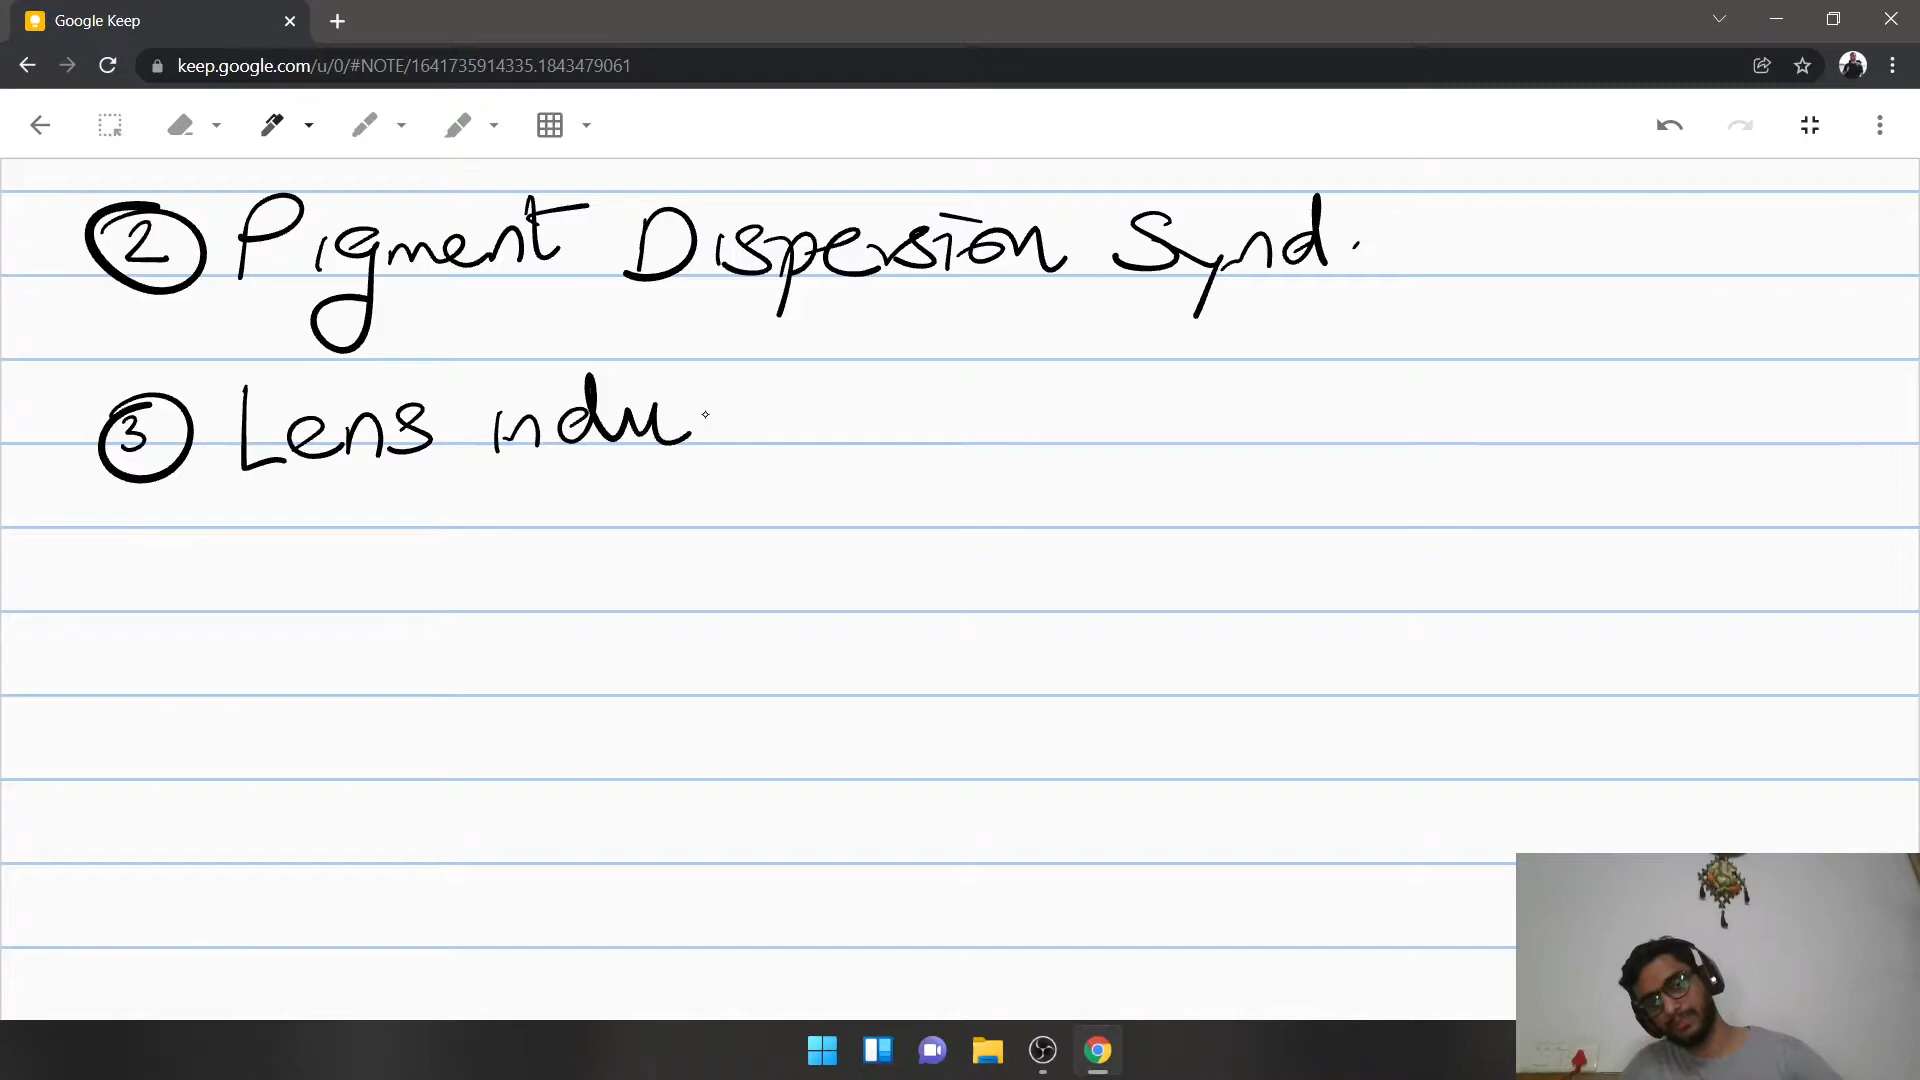 Google Keep
keep.google.com/u/0/#NOTE/1641735914335.1843479061
2 Pigment Dispersion Synd.
3 Lens indu